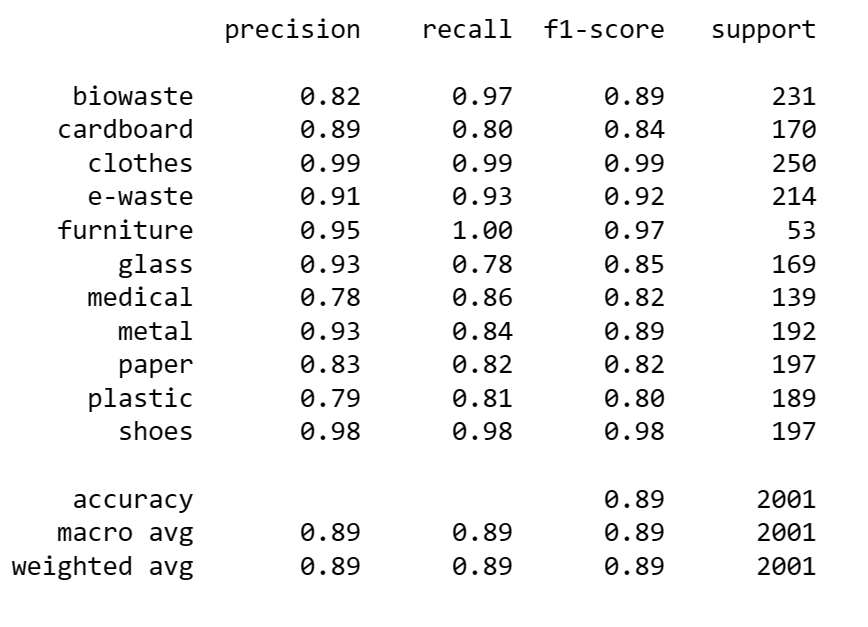 precision recall f1-score support
biowaste 0.82 0.97 0.89 231
cardboard 0.89 0.80 0.84 170
clothes 0.99 0.99 0.99 250
e-waste 0.91 0.93 0.92 214
furniture 0.95 1.00 0.97 53
glass 0.93 0.78 0.85 169
medical 0.78 0.86 0.82 139
metal 0.93 0.84 0.89 192
paper 0.83 0.82 0.82 197
plastic 0.79 0.81 0.80 189
shoes 0.98 0.98 0.98 197
accuracy 0.89 2001
macro avg 0.89 0.89 0.89 2001
weighted avg 0.89 0.89 0.89 2001